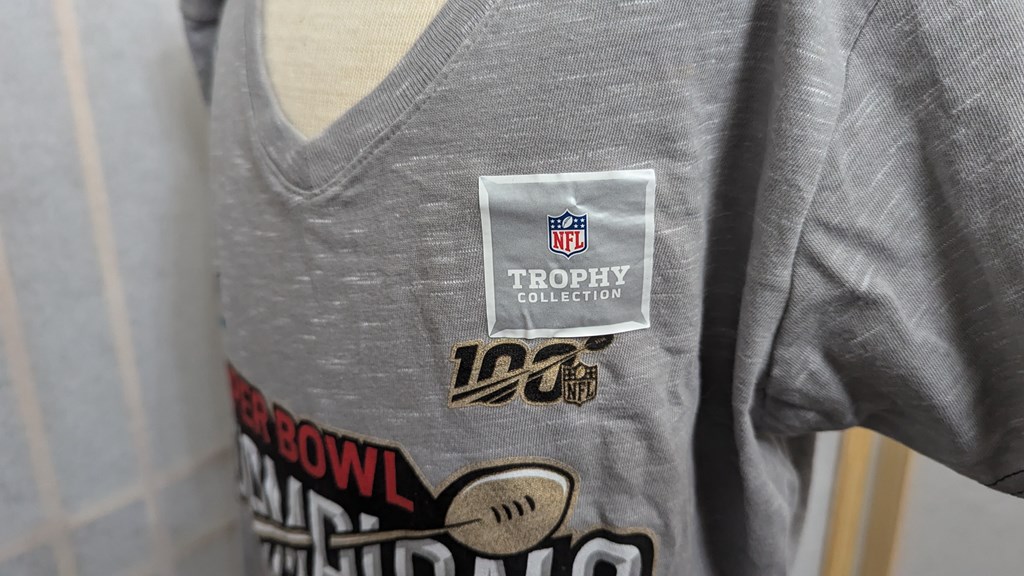 NFL
TROPHY
COLLECTION
100
NFL
PER BOWL